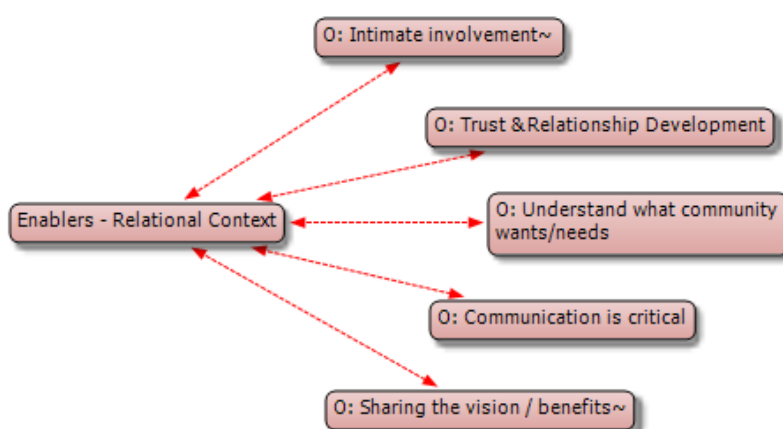 O: Intimate involvement~
O: Trust &Relationship Development
Enablers - Relational Context
O: Understand what community
wants/needs
O: Communication is critical
O: Sharing the vision / benefits~